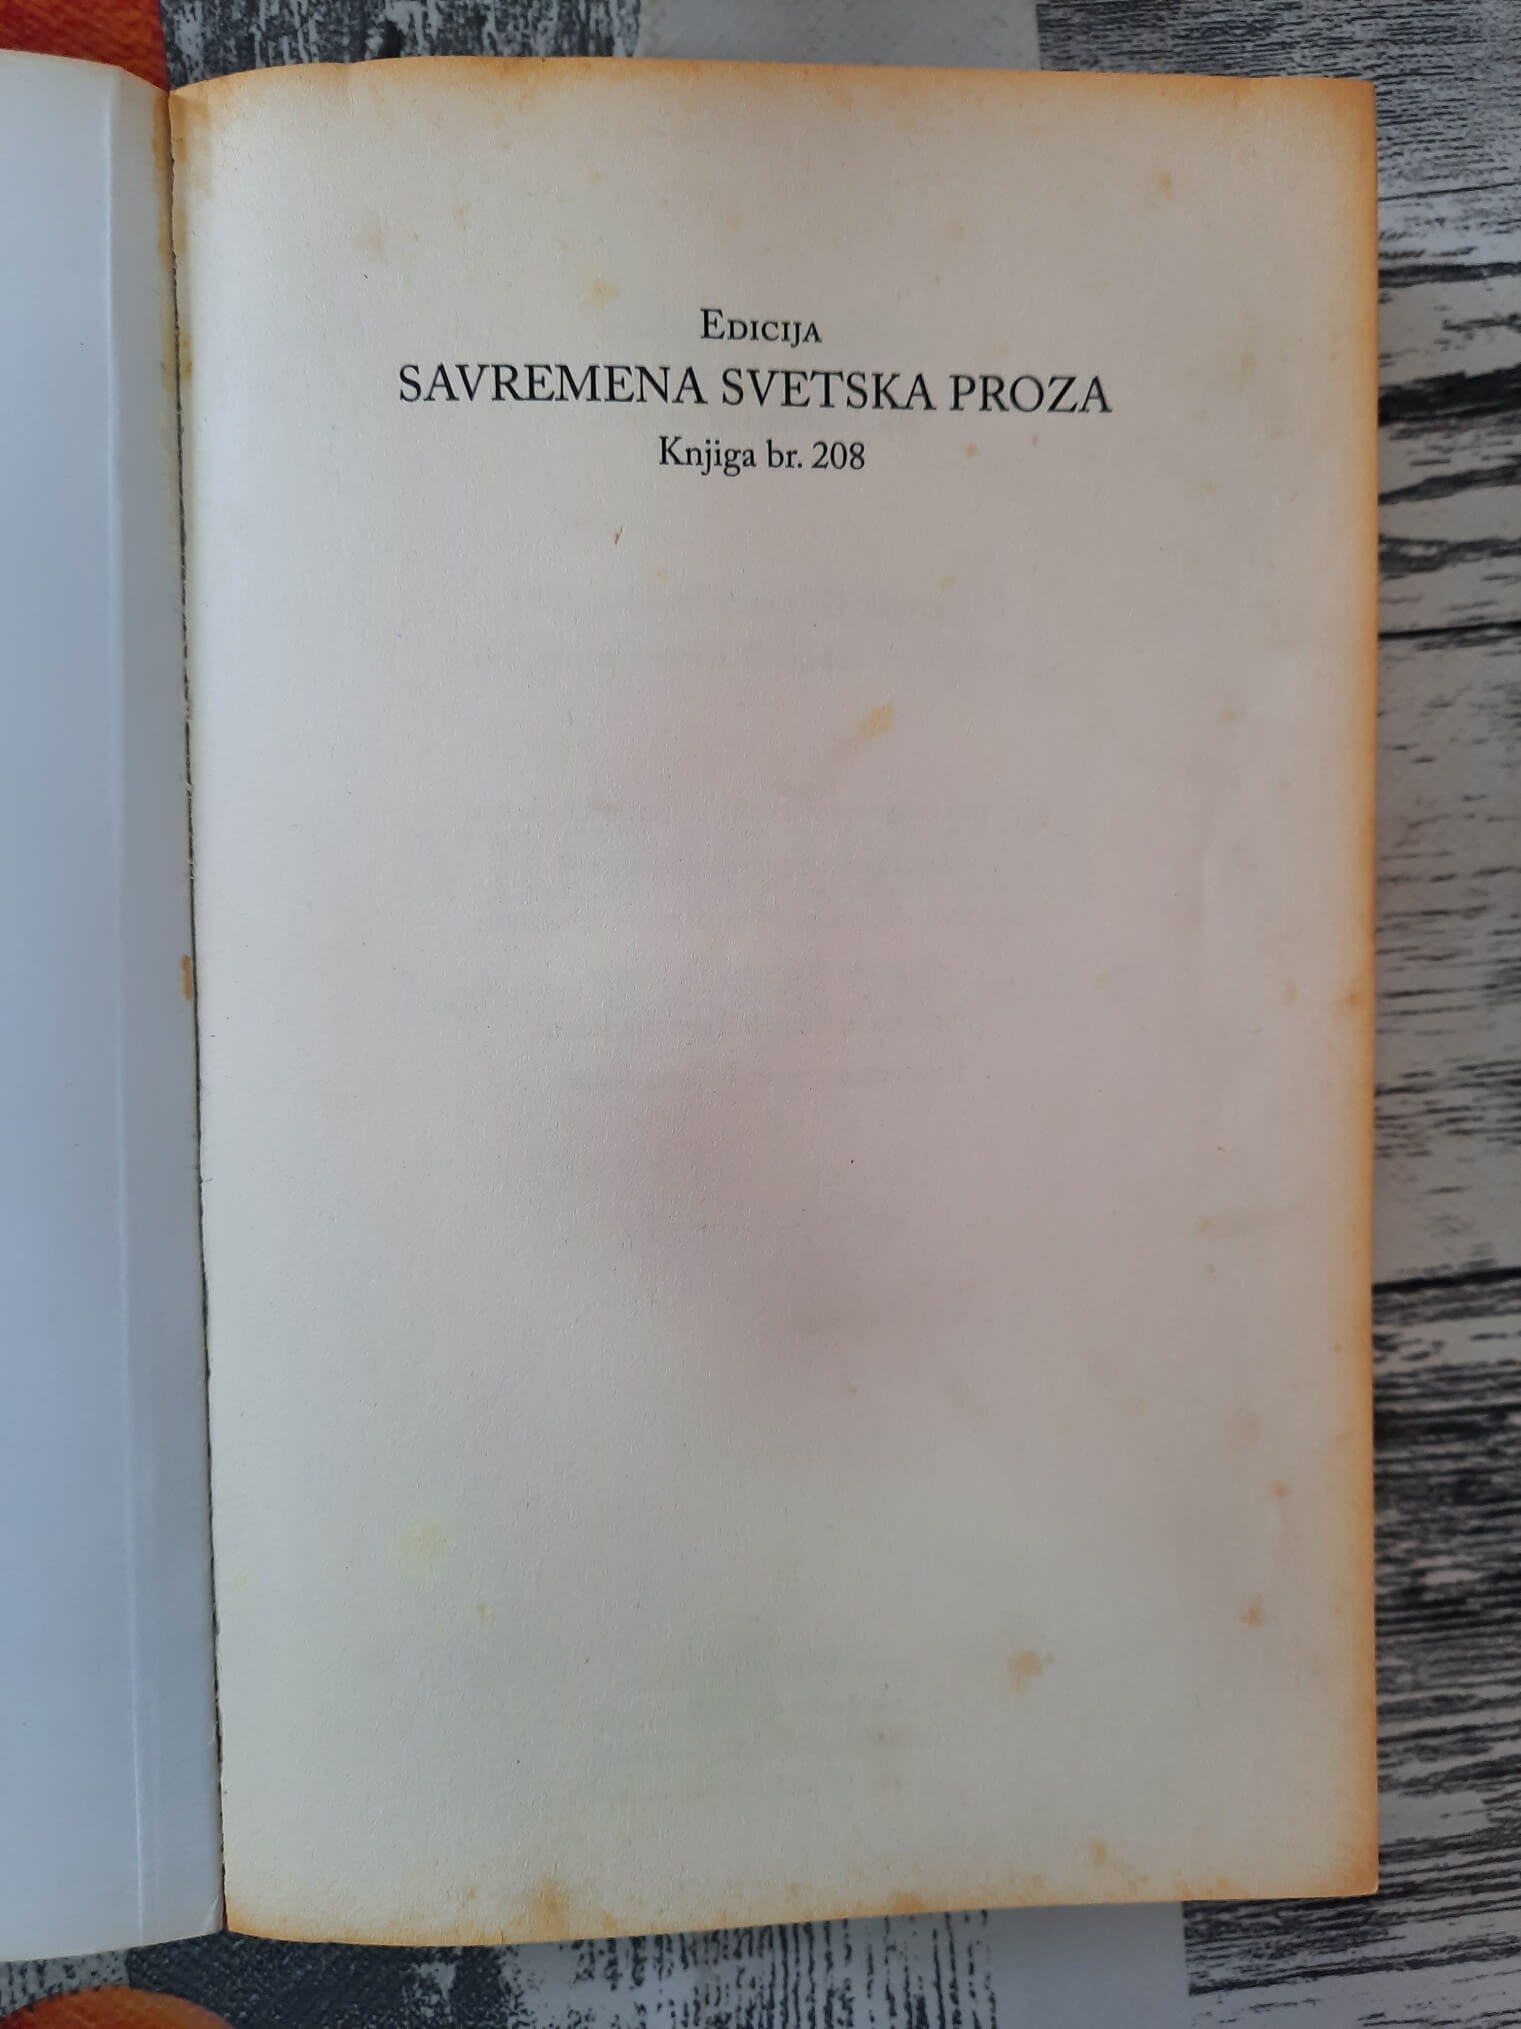 EDICIJA
SAVREMENA SVETSKA PROZA
Knjiga br. 208